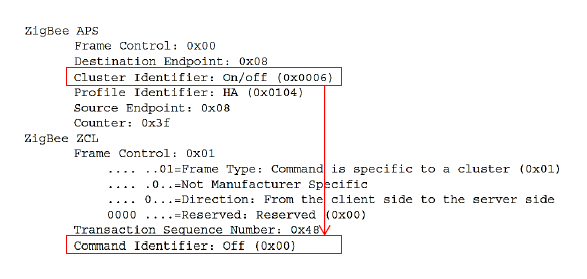 ZigBee APS
Frame Control: 0x00
Destination Endpoint: 0x08
Cluster Identifier: On/off (0x0006)
Profile Identifier: HA (0x0104)
Source Endpoint: 0x08
Counter: 0x3f
ZigBee ZCL
Frame Control: 0x01
.... ..01=Frame Type: Command is specific to a cluster (0x01)
.... .0..=Not Manufacturer Specific
.... 0...=Direction: From the client side to the server side
0000 ....=Reserved: Reserved (0x00)
Transaction Sequence Number: 0x48
Command Identifier: Off (0x00)